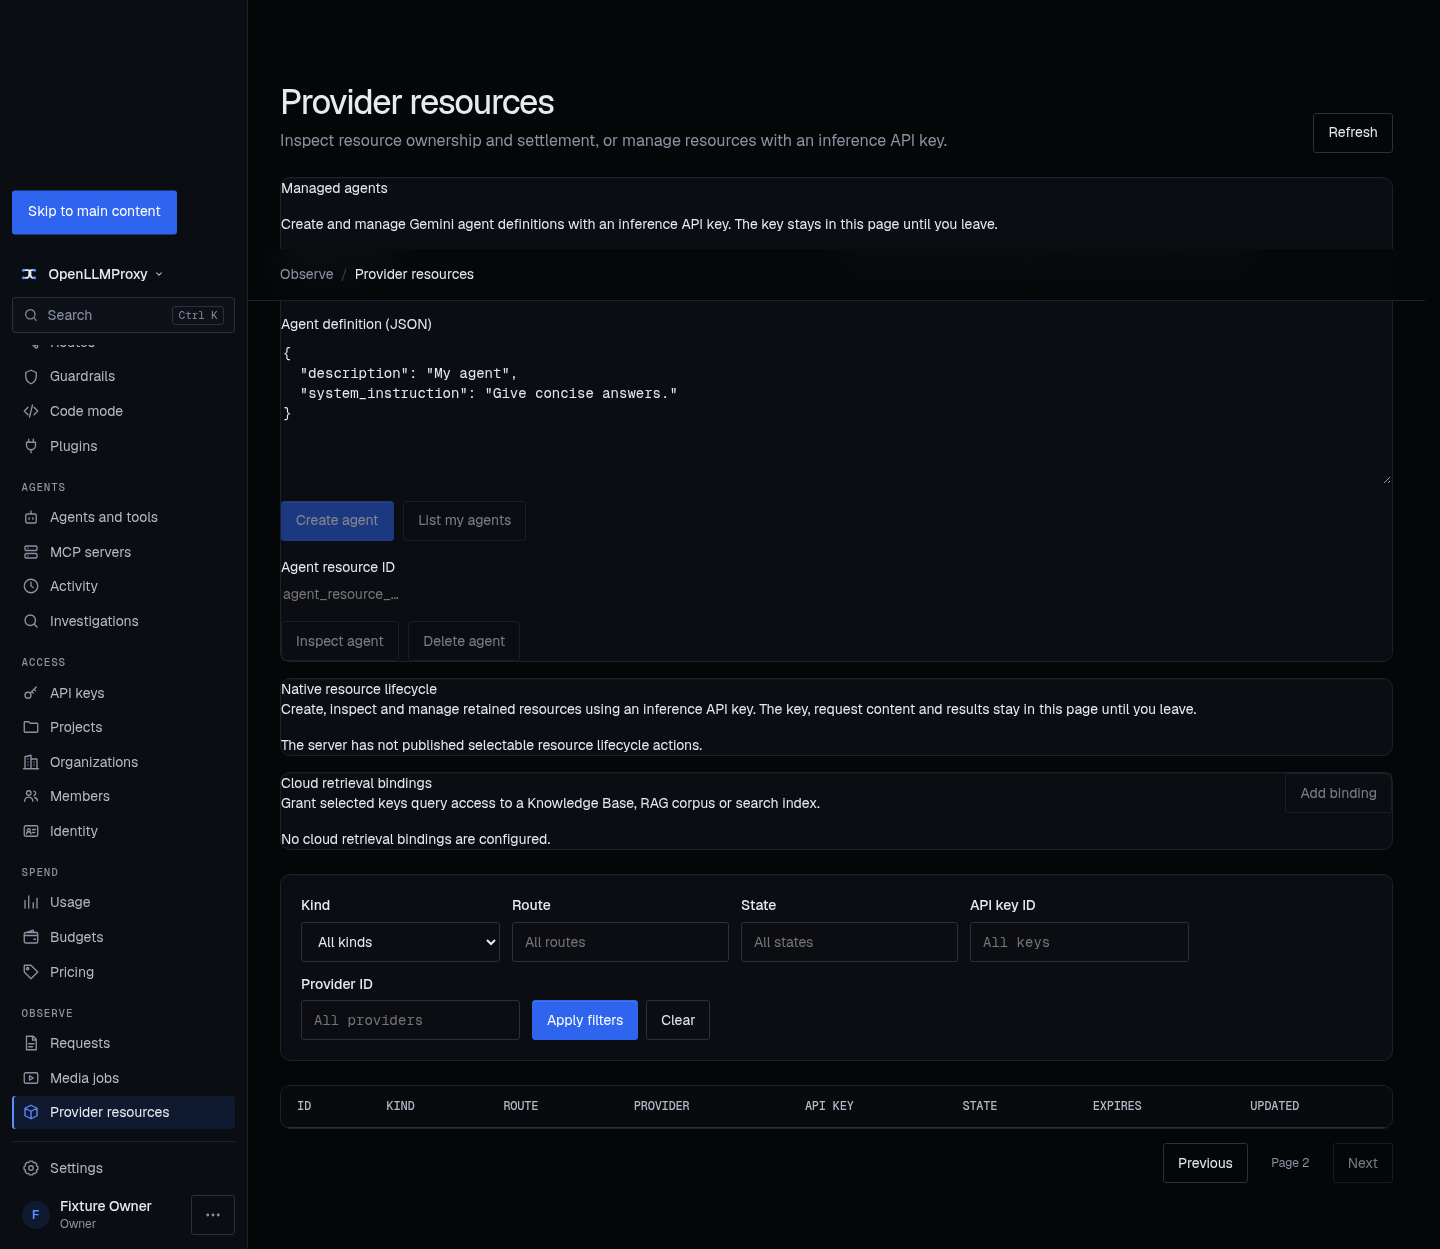 Skip to main content
OpenLLMProxy
Search
Ctrl K
Routes
Guardrails
Code mode
Plugins
AGENTS
Agents and tools
MCP servers
Activity
Investigations
ACCESS
API keys
Projects
Organizations
Members
Identity
SPEND
Usage
Budgets
Pricing
OBSERVE
Requests
Media jobs
Provider resources
Settings
F
Fixture Owner
Owner
Provider resources
Inspect resource ownership and settlement, or manage resources with an inference API key.
Refresh
Managed agents
Create and manage Gemini agent definitions with an inference API key. The key stays in this page until you leave.
Observe / Provider resources
Agent definition (JSON)
{
"description": "My agent",
"system_instruction": "Give concise answers."
}
Create agent
List my agents
Agent resource ID
agent_resource_…
Inspect agent
Delete agent
Native resource lifecycle
Create, inspect and manage retained resources using an inference API key. The key, request content and results stay in this page until you leave.
The server has not published selectable resource lifecycle actions.
Cloud retrieval bindings
Grant selected keys query access to a Knowledge Base, RAG corpus or search index.
Add binding
No cloud retrieval bindings are configured.
Kind
Route
State
API key ID
All kinds
All routes
All states
All keys
Provider ID
All providers
Apply filters
Clear
ID KIND ROUTE PROVIDER API KEY STATE EXPIRES UPDATED
Previous
Page 2
Next